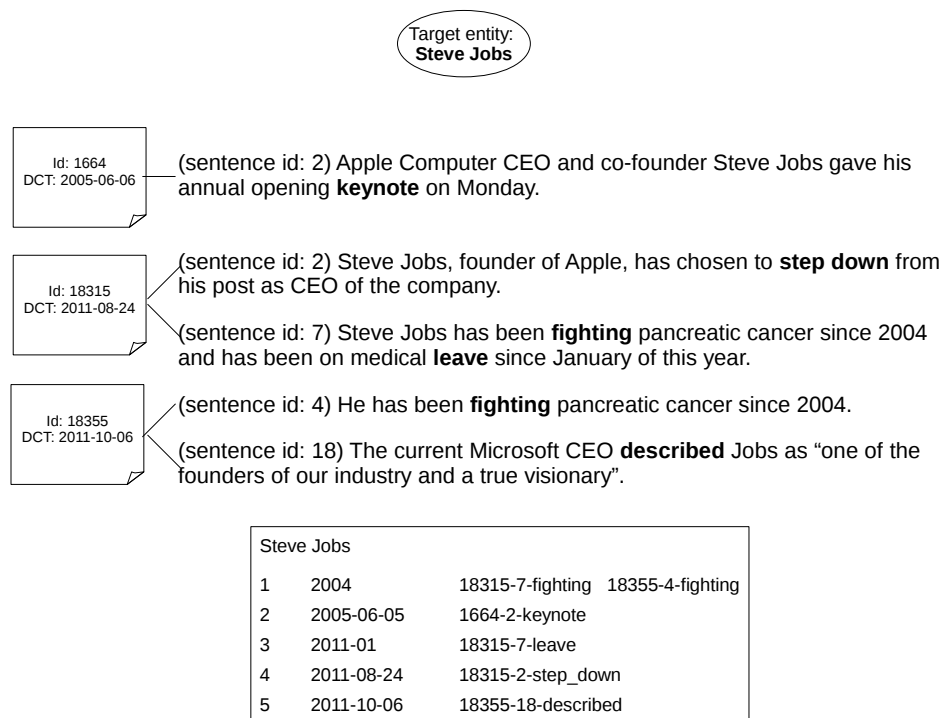 Target entity:
Steve Jobs
Id: 1664
DCT: 2005-06-06
(sentence id: 2) Apple Computer CEO and co-founder Steve Jobs gave his
annual opening keynote on Monday.
Id: 18315
DCT: 2011-08-24
(sentence id: 2) Steve Jobs, founder of Apple, has chosen to step down from
his post as CEO of the company.
(sentence id: 7) Steve Jobs has been fighting pancreatic cancer since 2004
and has been on medical leave since January of this year.
Id: 18355
DCT: 2011-10-06
(sentence id: 4) He has been fighting pancreatic cancer since 2004.
(sentence id: 18) The current Microsoft CEO described Jobs as “one of the
founders of our industry and a true visionary”.
Steve Jobs
1 2004 18315-7-fighting 18355-4-fighting
2 2005-06-05 1664-2-keynote
3 2011-01 18315-7-leave
4 2011-08-24 18315-2-step_down
5 2011-10-06 18355-18-described